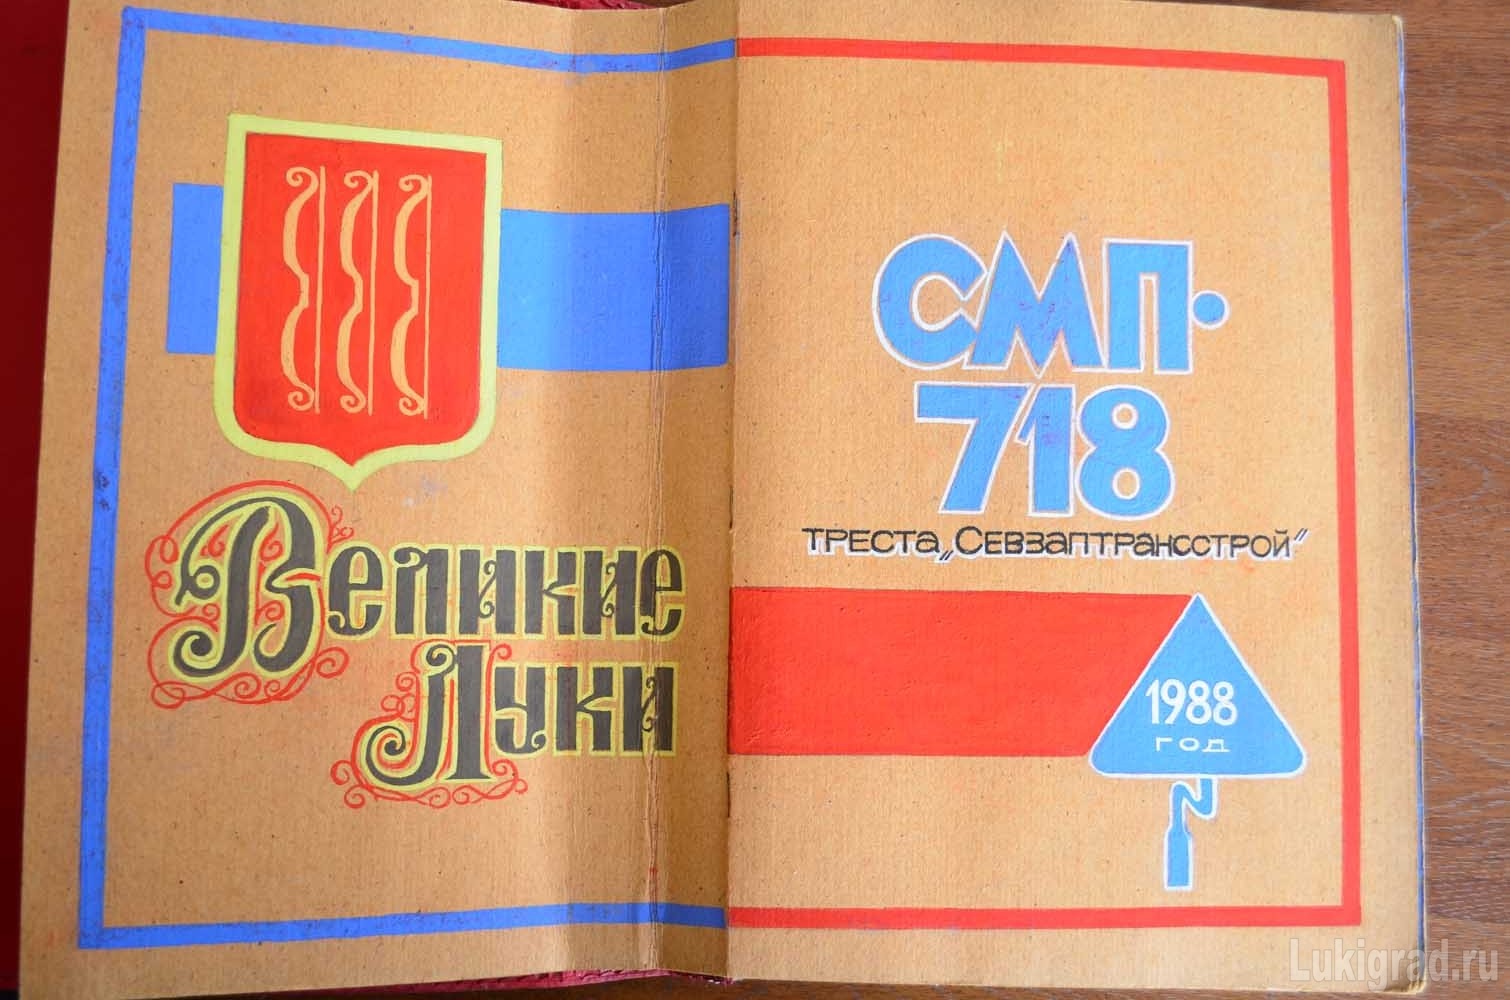 Великие
Луки
СМП-
718
ТРЕСТА „СЕВЗАПТРАНССТРОЙ"
1988
ГОД
Lukigrad.ru